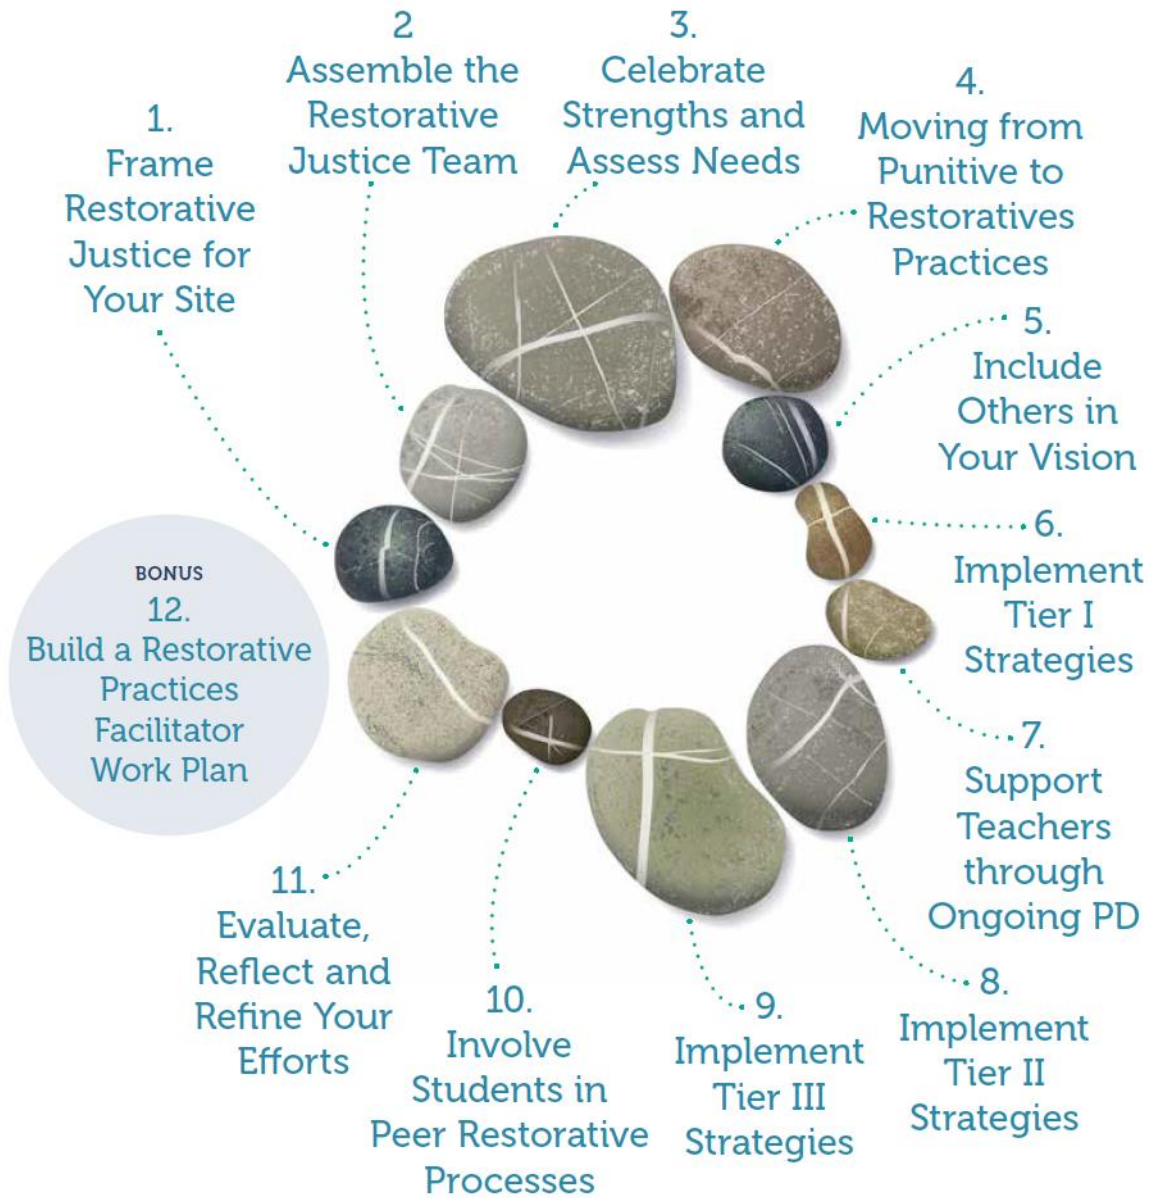 1.
Frame
Restorative
Justice for
Your Site
2
Assemble the
Restorative
Justice Team
3.
Celebrate
Strengths and
Assess Needs
4.
Moving from
Punitive to
Restoratives
Practices
5.
Include
Others in
Your Vision
6.
Implement
Tier I
Strategies
7.
Support
Teachers
through
Ongoing PD
8.
Implement
Tier II
Strategies
9.
Implement
Tier III
Strategies
10.
Involve
Students in
Peer Restorative
Processes
11.
Evaluate,
Reflect and
Refine Your
Efforts
BONUS
12.
Build a Restorative
Practices
Facilitator
Work Plan